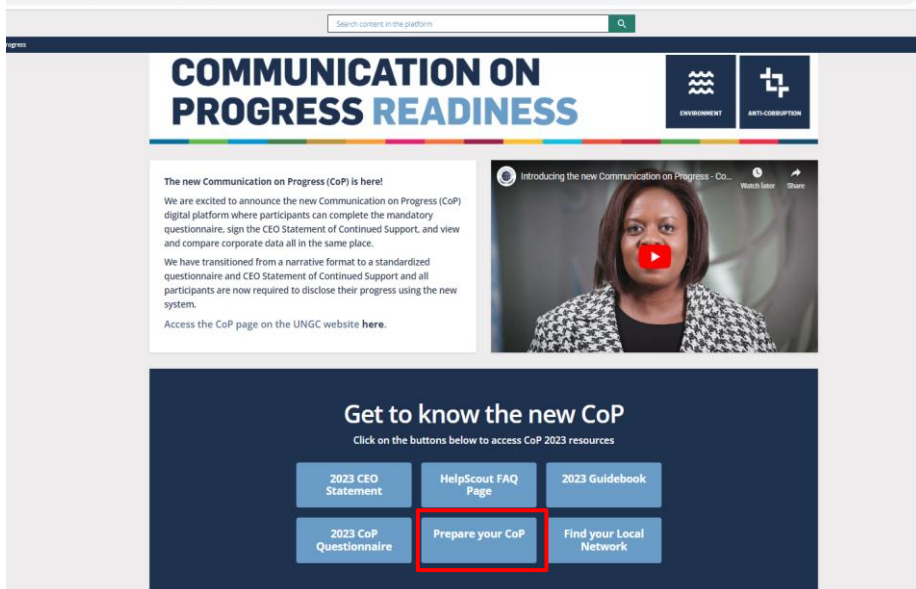 Search content in the platform
rogress
COMMUNICATION ON
PROGRESS READINESS
ENVIRONMENT
ANTI-CORRUPTION
The new Communication on Progress (CoP) is here!
We are excited to announce the new Communication on Progress (CoP)
digital platform where participants can complete the mandatory
questionnaire, sign the CEO Statement of Continued Support, and view
and compare corporate data all in the same place.
We have transitioned from a narrative format to a standardized
questionnaire and CEO Statement of Continued Support and all
participants are now required to disclose their progress using the new
system.
Access the CoP page on the UNGC website here.
Introducing the new Communication on Progress - Co...
Watch later
Share
Get to know the new CoP
Click on the buttons below to access CoP 2023 resources
2023 CEO
Statement
HelpScout FAQ
Page
2023 Guidebook
2023 CoP
Questionnaire
Prepare your CoP
Find your Local
Network